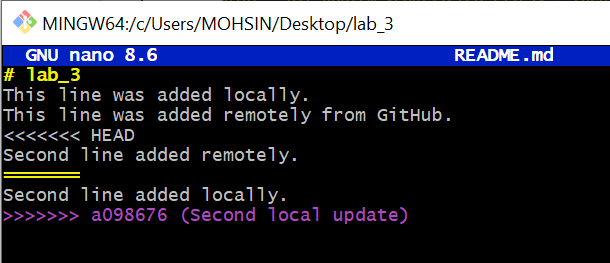 MINGW64:/c/Users/MOHSIN/Desktop/lab_3
GNU nano 8.6 README.md
# lab_3
This line was added locally.
This line was added remotely from GitHub.
<<<<<<< HEAD
Second line added remotely.
=======
Second line added locally.
>>>>>>> a098676 (Second local update)